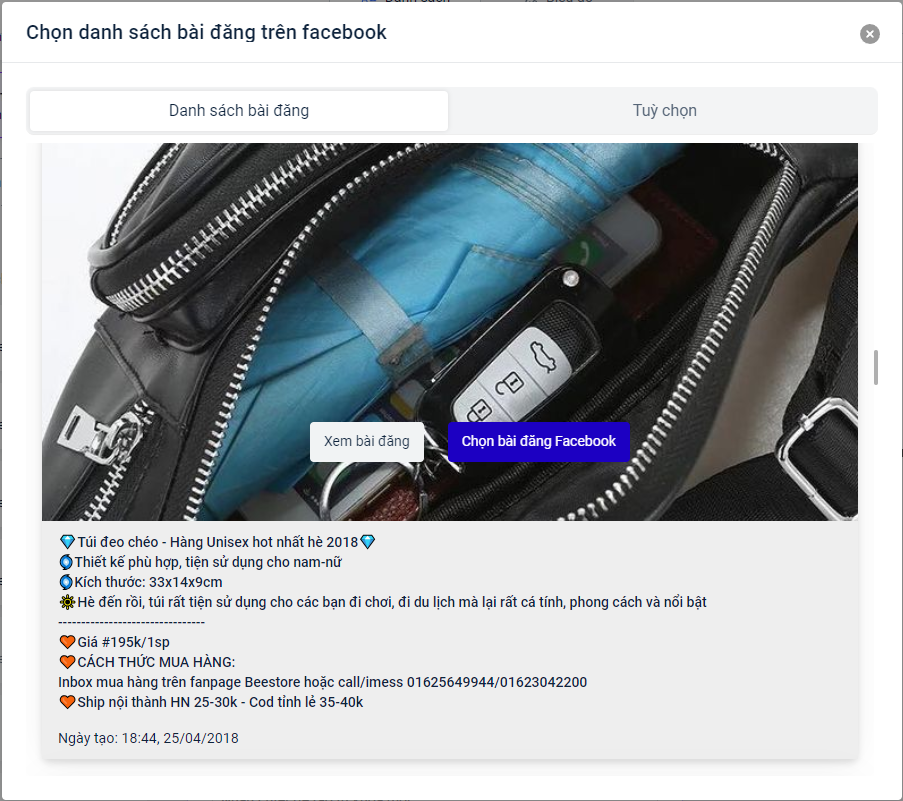 Chọn danh sách bài đăng trên facebook
Danh sách bài đăng
Tuỳ chọn
Xem bài đăng
Chọn bài đăng Facebook
💎Túi đeo chéo - Hàng Unisex hot nhất hè 2018💎
🌀Thiết kế phù hợp, tiện sử dụng cho nam-nữ
🌀Kích thước: 33x14x9cm
🔅Hè đến rồi, túi rất tiện sử dụng cho các bạn đi chơi, đi du lịch mà lại rất cá tính, phong cách và nổi bật
--------------------------------
🧡Giá #195k/1sp
🧡CÁCH THỨC MUA HÀNG:
Inbox mua hàng trên fanpage Beestore hoặc call/imess 01625649944/01623042200
🧡Ship nội thành HN 25-30k - Cod tỉnh lẻ 35-40k
Ngày tạo: 18:44, 25/04/2018